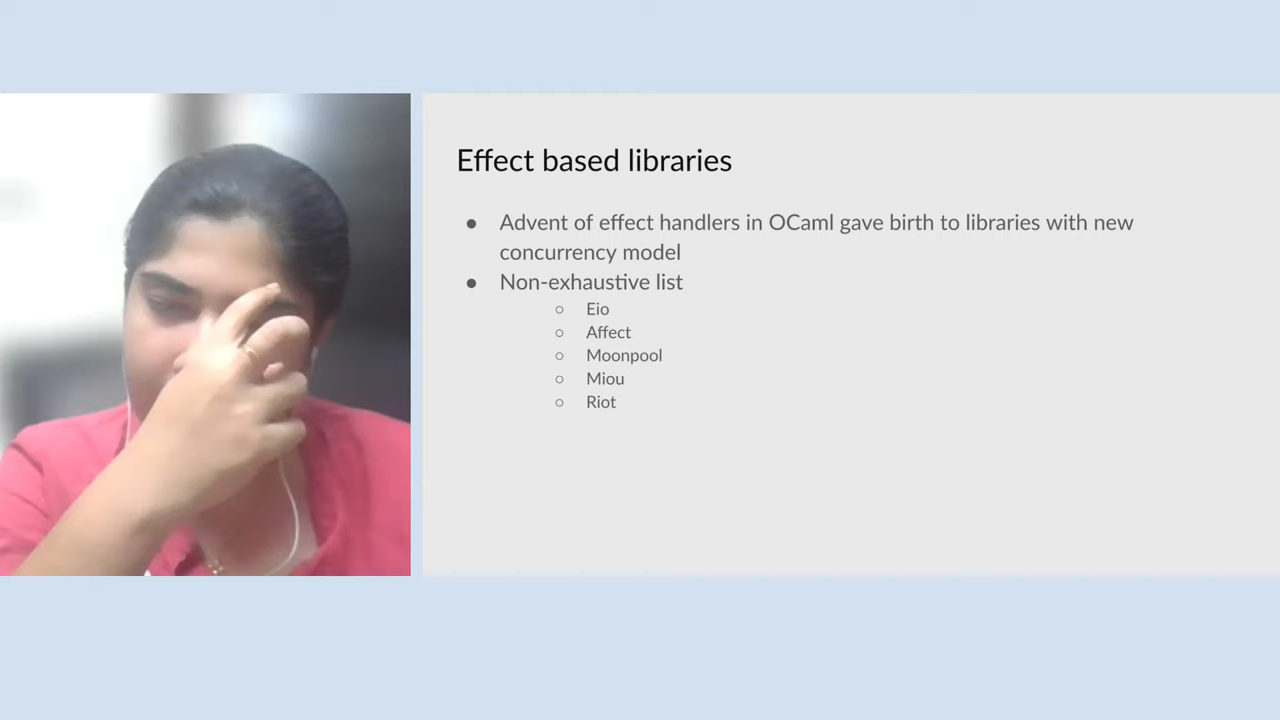 Effect based libraries
● Advent of effect handlers in OCaml gave birth to libraries with new
concurrency model
● Non-exhaustive list
○ Eio
○ Affect
○ Moonpool
○ Miou
○ Riot